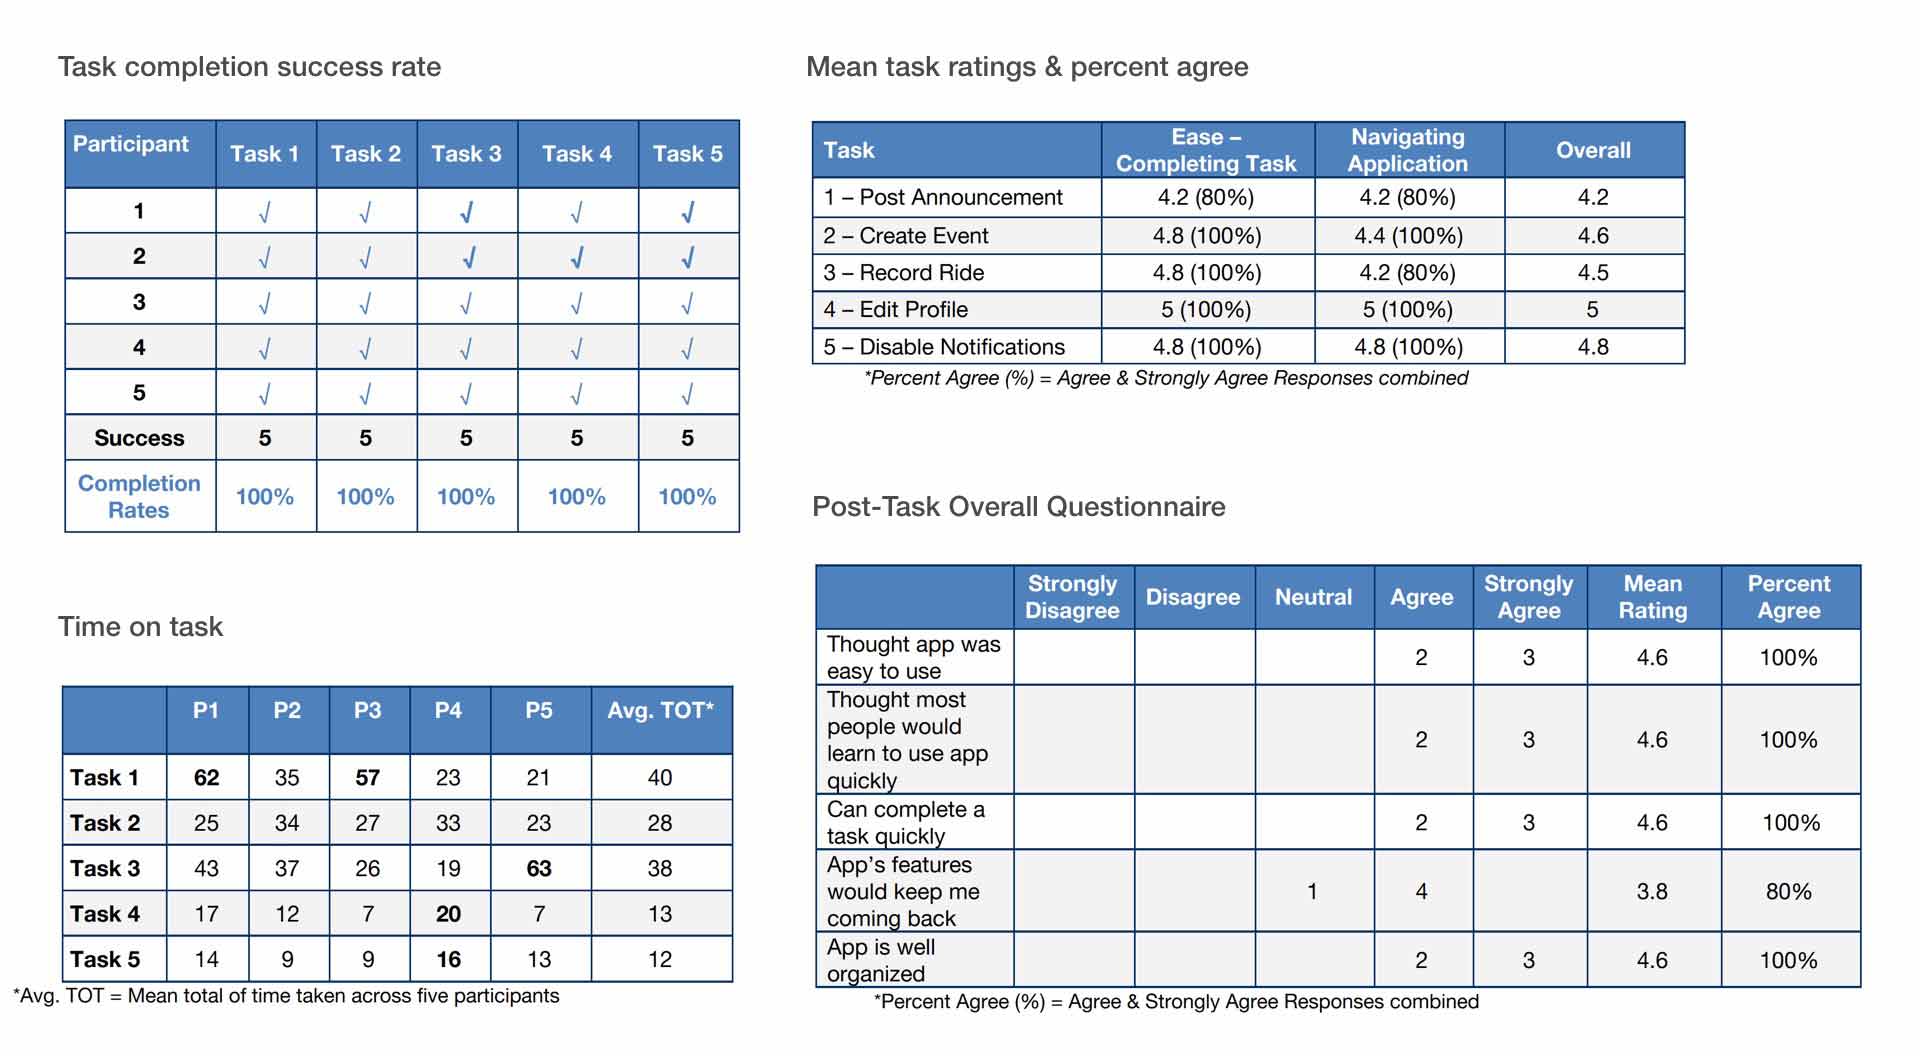 Task completion success rate
Participant Task 1 Task 2 Task 3 Task 4 Task 5
1 √ √ √ √ √
2 √ √ √ √ √
3 √ √ √ √ √
4 √ √ √ √ √
5 √ √ √ √ √
Success 5 5 5 5 5
Completion
Rates 100% 100% 100% 100% 100%
Time on task
P1 P2 P3 P4 P5 Avg. TOT*
Task 1 62 35 57 23 21 40
Task 2 25 34 27 33 23 28
Task 3 43 37 26 19 63 38
Task 4 17 12 7 20 7 13
Task 5 14 9 9 16 13 12
*Avg. TOT = Mean total of time taken across five participants
Mean task ratings & percent agree
Task Ease – Completing Task Navigating Application Overall
1 – Post Announcement 4.2 (80%) 4.2 (80%) 4.2
2 – Create Event 4.8 (100%) 4.4 (100%) 4.6
3 – Record Ride 4.8 (100%) 4.2 (80%) 4.5
4 – Edit Profile 5 (100%) 5 (100%) 5
5 – Disable Notifications 4.8 (100%) 4.8 (100%) 4.8
*Percent Agree (%) = Agree & Strongly Agree Responses combined
Post-Task Overall Questionnaire
Strongly Disagree Disagree Neutral Agree Strongly Agree Mean Rating Percent Agree
Thought app was
easy to use 2 3 4.6 100%
Thought most
people would
learn to use app
quickly 2 3 4.6 100%
Can complete a
task quickly 2 3 4.6 100%
App's features
would keep me
coming back 1 4 3.8 80%
App is well
organized 2 3 4.6 100%
*Percent Agree (%) = Agree & Strongly Agree Responses combined